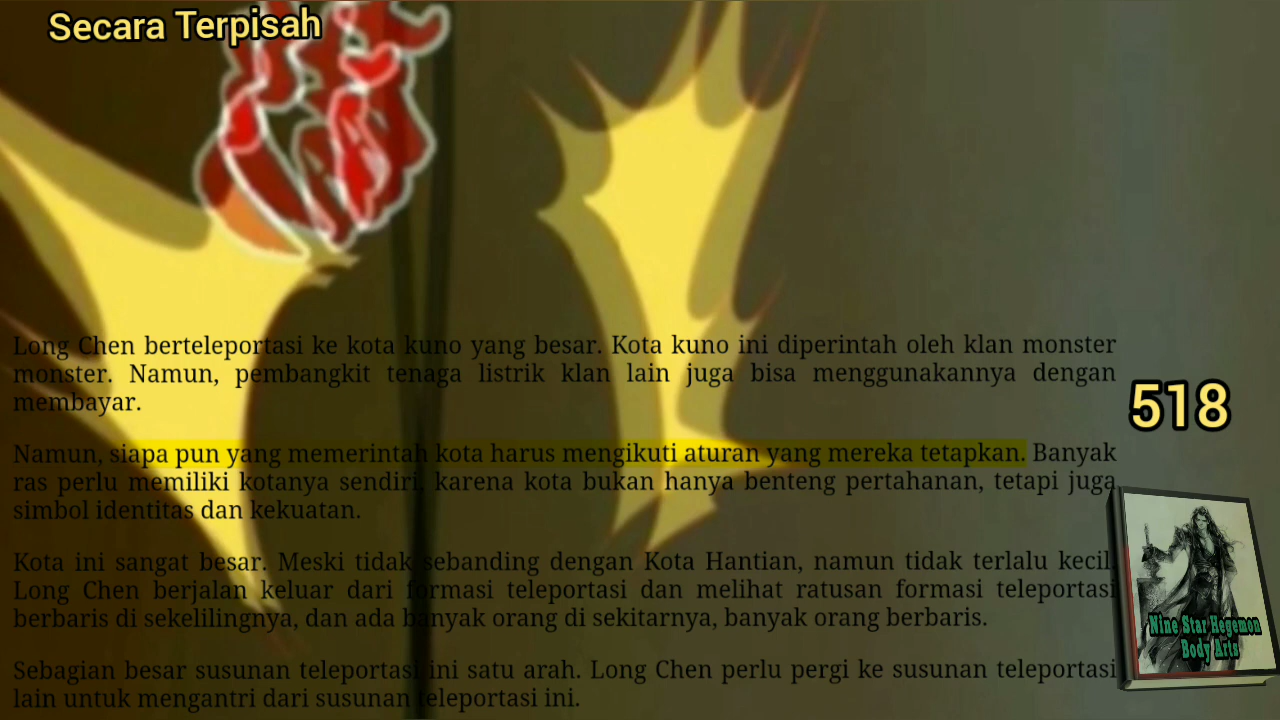 Secara Terpisah
Long Chen berteleportasi ke kota kuno yang besar. Kota kuno ini diperintah oleh klan monster
monster. Namun, pembangkit tenaga listrik klan lain juga bisa menggunakannya dengan
membayar.
Namun, siapa pun yang memerintah kota harus mengikuti aturan yang mereka tetapkan. Banyak
ras perlu memiliki kotanya sendiri, karena kota bukan hanya benteng pertahanan, tetapi juga
simbol identitas dan kekuatan.
Kota ini sangat besar. Meski tidak sebanding dengan Kota Hantian, namun tidak terlalu kecil.
Long Chen berjalan keluar dari formasi teleportasi dan melihat ratusan formasi teleportasi
berbaris di sekelilingnya, dan ada banyak orang di sekitarnya, banyak orang berbaris.
Sebagian besar susunan teleportasi ini satu arah. Long Chen perlu pergi ke susunan teleportasi
lain untuk mengantri dari susunan teleportasi ini.
518
Nine Star Hegemon
Body Arts